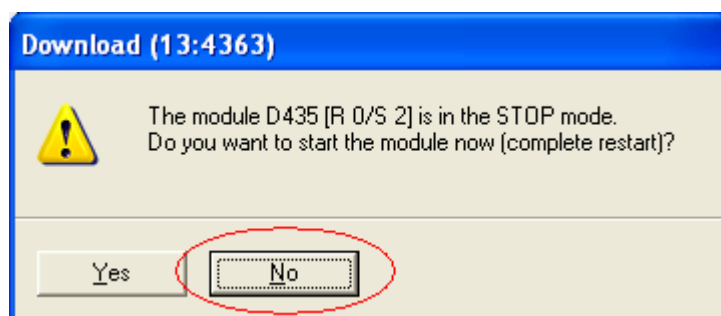 Download (13:4363)
The module D435 [R 0/S 2] is in the STOP mode.
Do you want to start the module now (complete restart)?
Yes
No